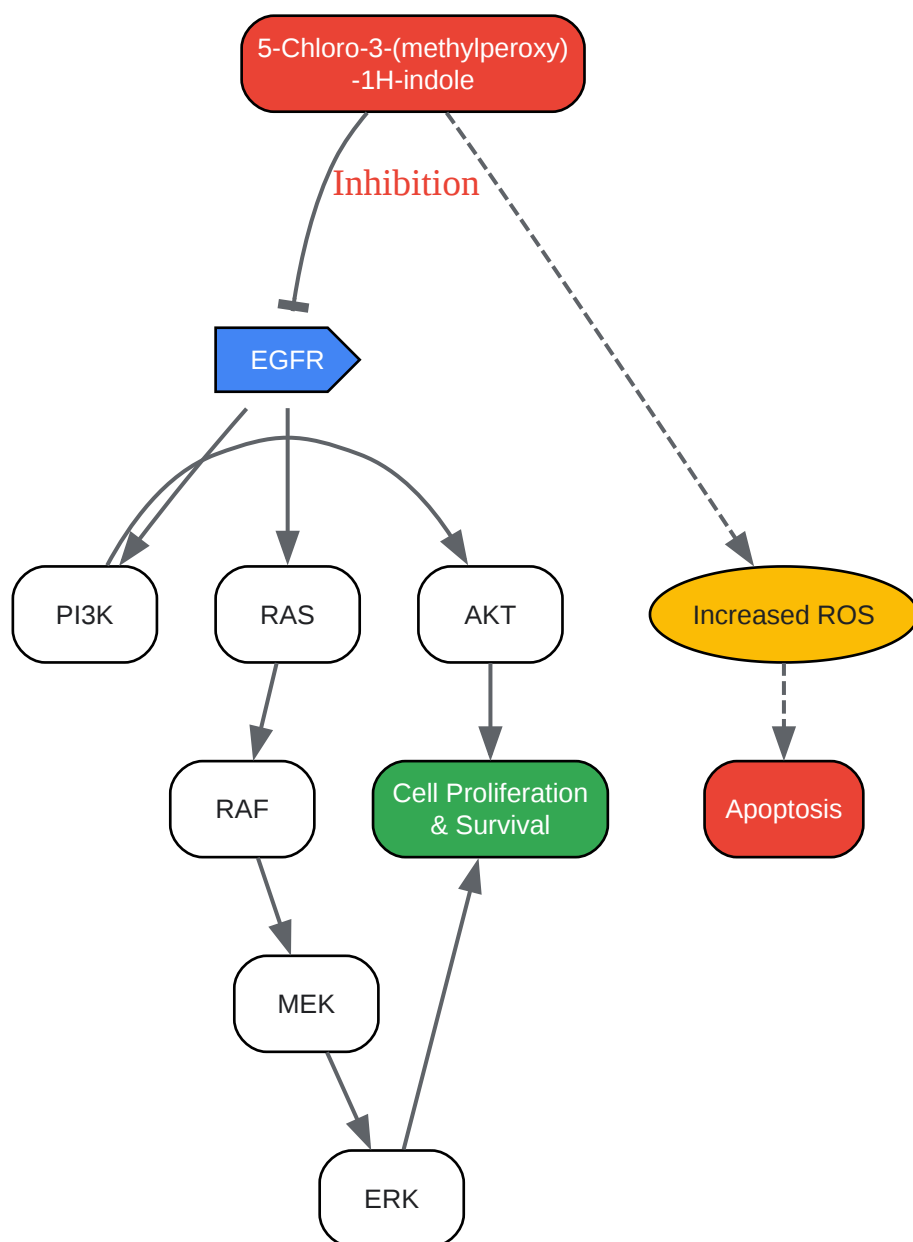 5-Chloro-3-(methylperoxy)
-1H-indole
Inhibition
EGFR
PI3K
RAS
AKT
Increased ROS
RAF
Cell Proliferation
& Survival
Apoptosis
MEK
ERK